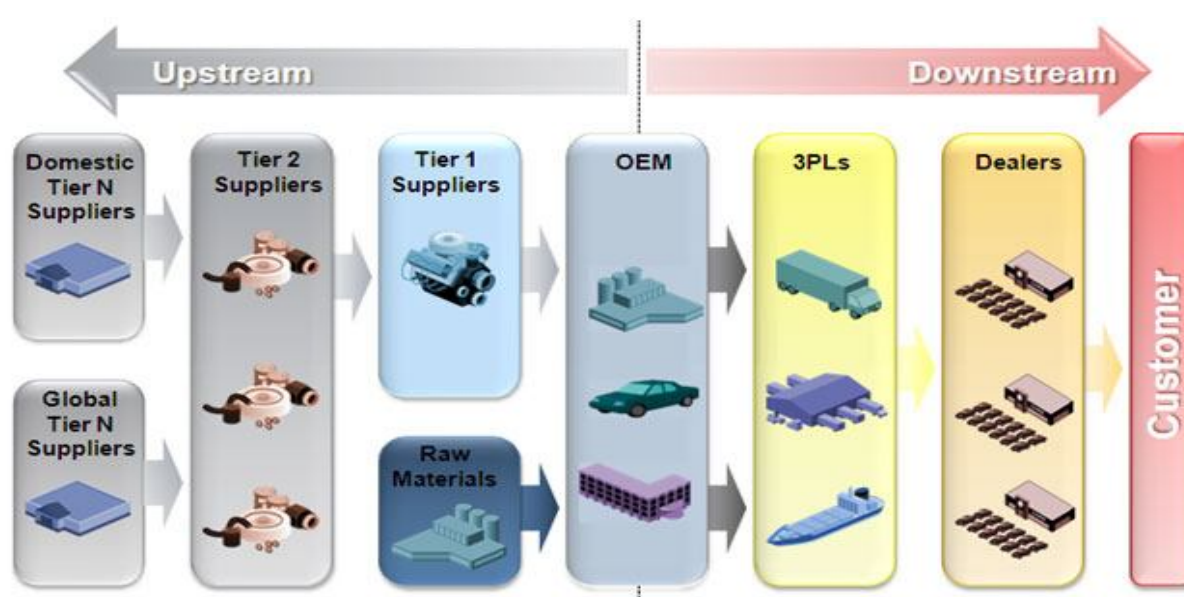 Upstream
Downstream
Domestic
Tier N
Suppliers
Global
Tier N
Suppliers
Tier 2
Suppliers
Tier 1
Suppliers
Raw
Materials
OEM
3PLs
Dealers
Customer